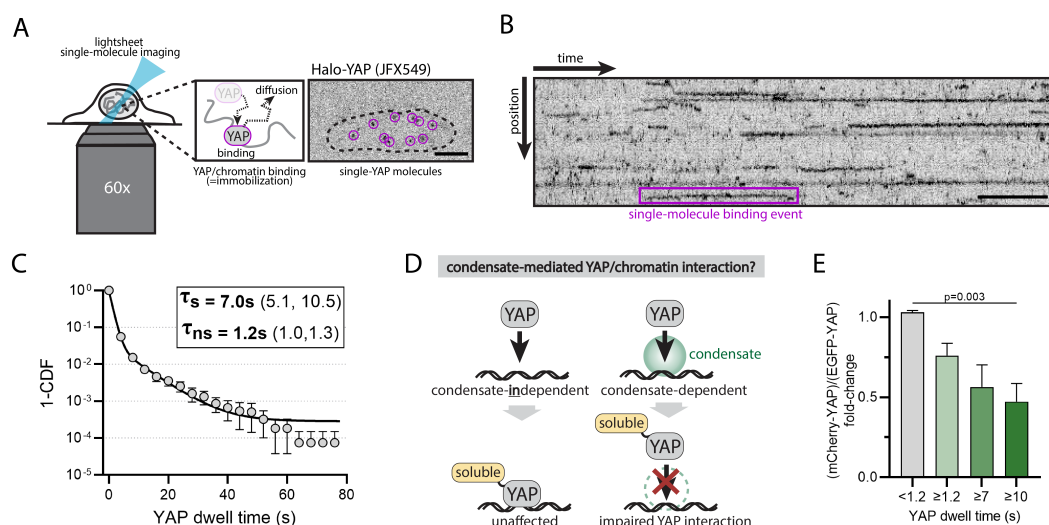 A
lightsheet
single-molecule imaging
60x
YAP
diffusion
YAP
binding
YAP/chromatin binding
(=immobilization)
Halo-YAP (JFX549)
single-YAP molecules
B
time
position
single-molecule binding event
C
1-CDF
10⁰
10⁻¹
10⁻²
10⁻³
10⁻⁴
10⁻⁵
τs = 7.0s (5.1, 10.5)
τns = 1.2s (1.0,1.3)
0
20
40
60
80
YAP dwell time (s)
D
condensate-mediated YAP/chromatin interaction?
YAP
condensate-independent
soluble
YAP
unaffected
YAP
condensate
condensate-dependent
soluble
YAP
impaired YAP interaction
E
(mCherry-YAP)/(EGFP-YAP)
fold-change
p=0.003
1.0
0.5
0.0
<1.2
≥1.2
≥7
≥10
YAP dwell time (s)